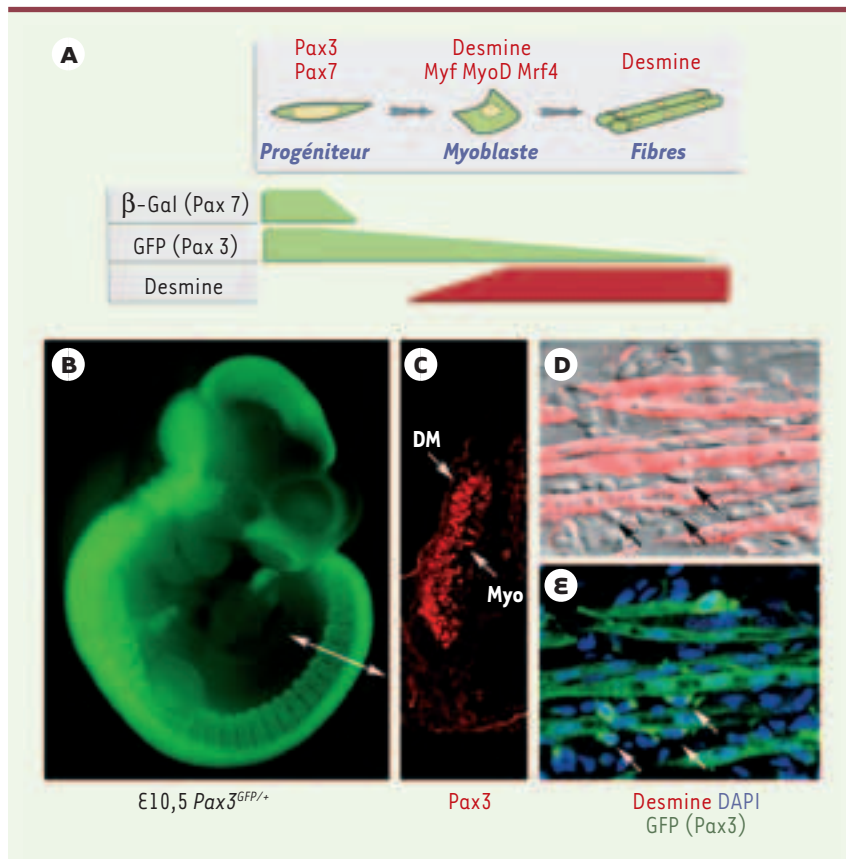 A
Pax3
Pax7
Desmine
Myf MyoD Mrf4
Desmine
Progéniteur
Myoblaste
Fibres
β-Gal (Pax 7)
GFP (Pax 3)
Desmine
B
C
DM
Myo
D
E
E10,5 Pax3GFP/+
Pax3
Desmine DAPI
GFP (Pax3)